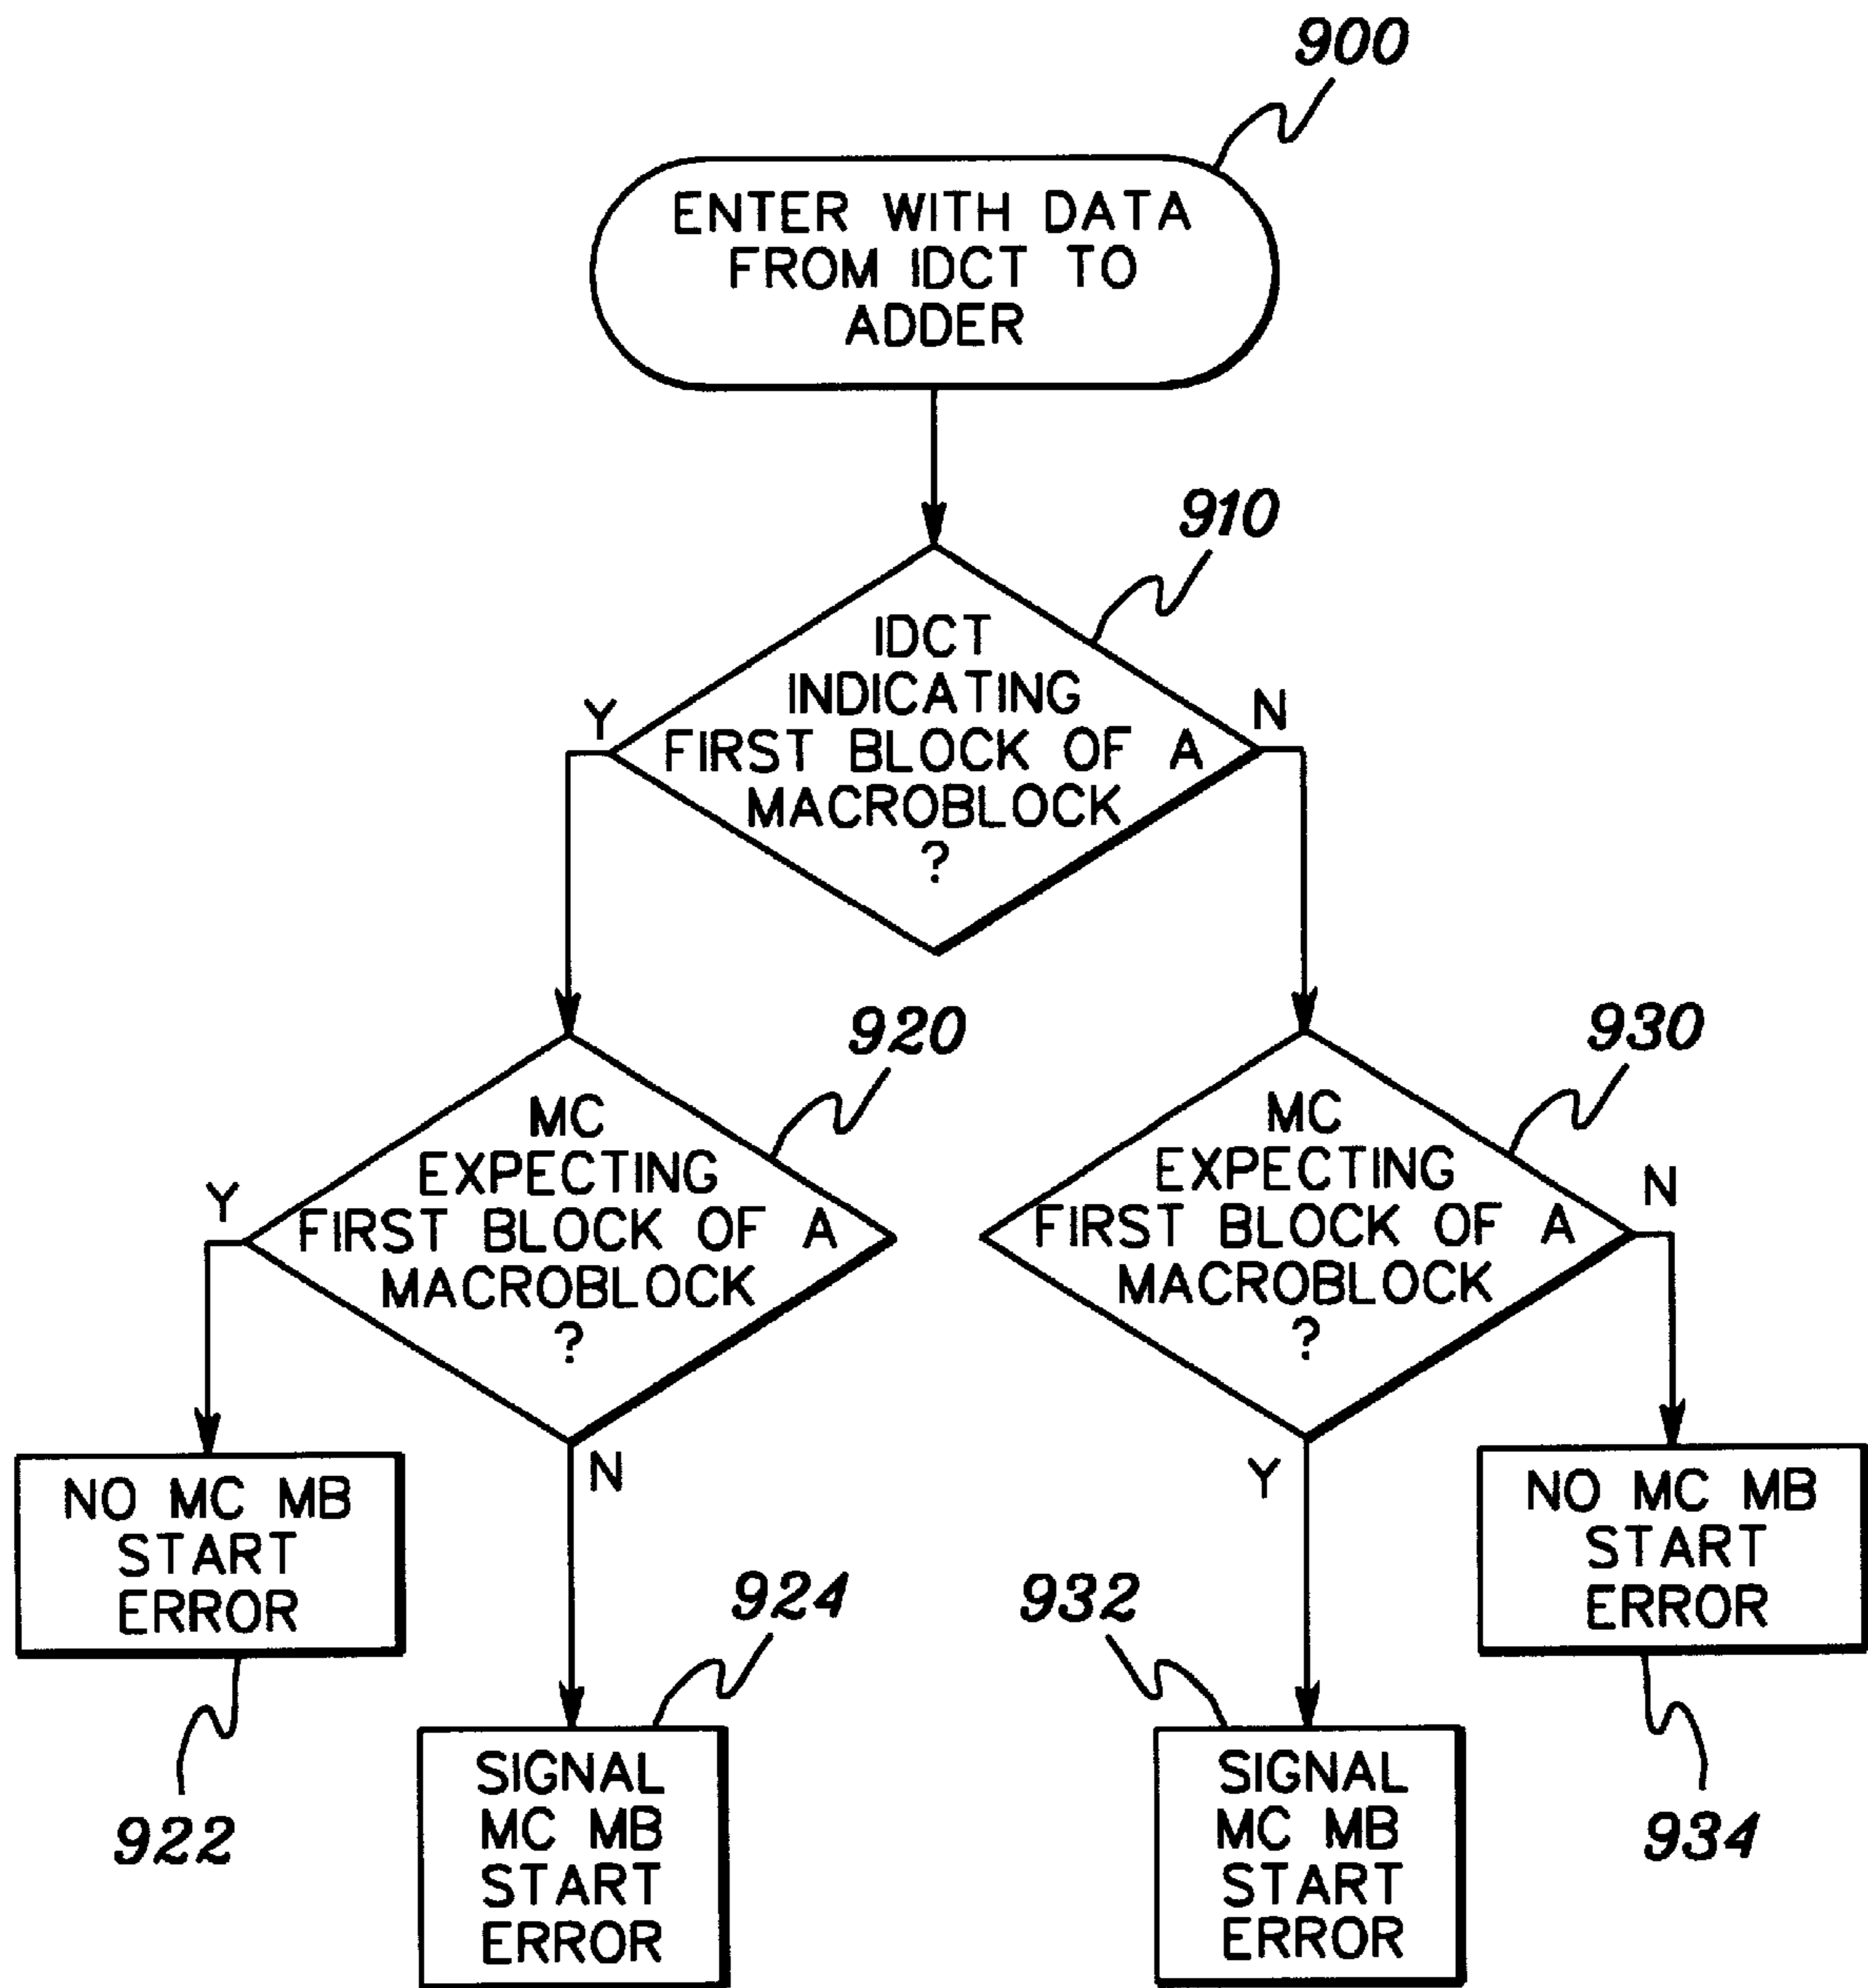 900
ENTER WITH DATA
FROM IDCT TO
ADDER
910
IDCT
INDICATING
FIRST BLOCK OF A
MACROBLOCK
?
Y
N
920
930
MC
EXPECTING
FIRST BLOCK OF A
MACROBLOCK
?
Y
N
MC
EXPECTING
FIRST BLOCK OF A
MACROBLOCK
?
N
Y
NO MC MB
START
ERROR
922
924
SIGNAL
MC MB
START
ERROR
932
SIGNAL
MC MB
START
ERROR
NO MC MB
START
ERROR
934